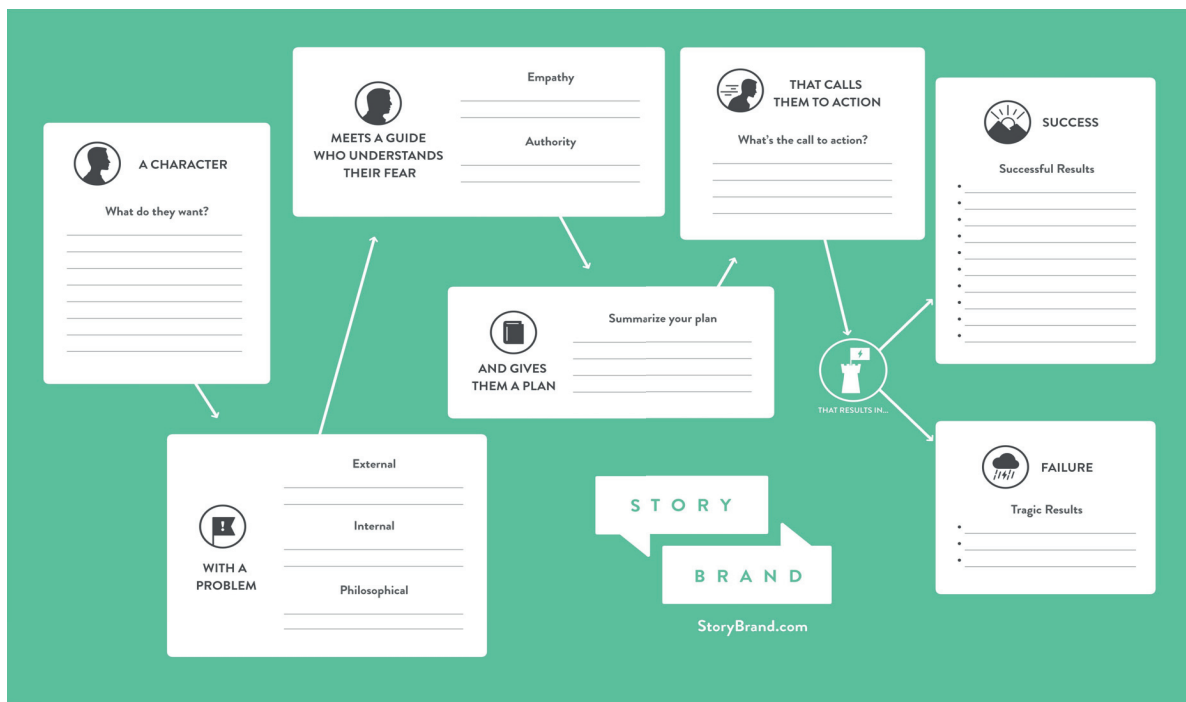 A CHARACTER
What do they want?
WITH A
PROBLEM
External
Internal
Philosophical
MEETS A GUIDE
WHO UNDERSTANDS
THEIR FEAR
Empathy
Authority
AND GIVES
THEM A PLAN
Summarize your plan
THAT CALLS
THEM TO ACTION
What's the call to action?
THAT RESULTS IN...
SUCCESS
Successful Results
FAILURE
Tragic Results
STORY
BRAND
StoryBrand.com